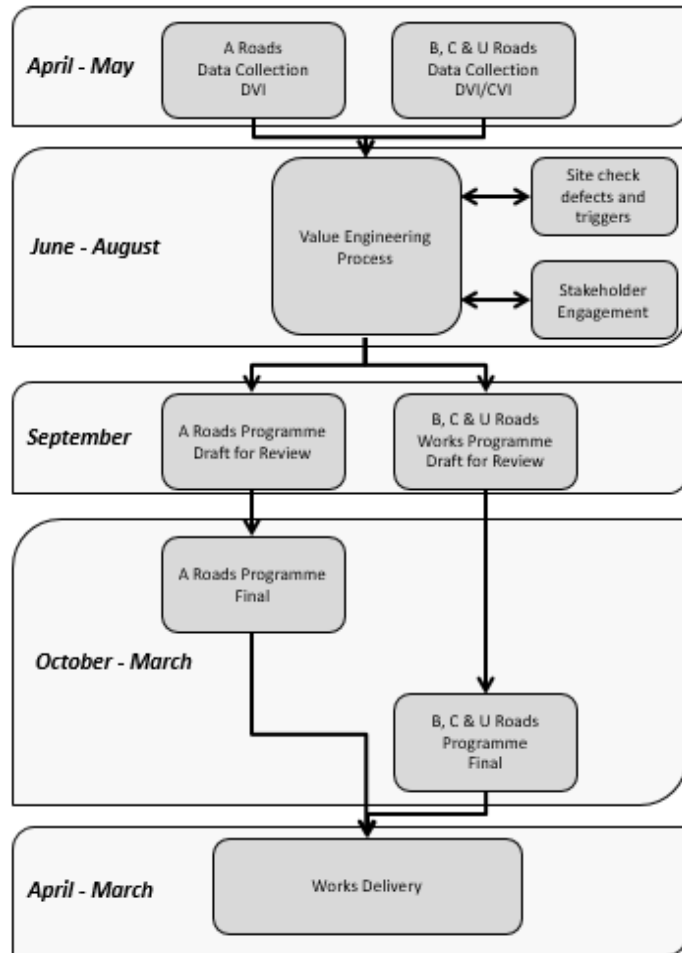 April - May
A Roads
Data Collection
DVI
B, C & U Roads
Data Collection
DVI/CVI
June - August
Value Engineering
Process
Site check
defects and
triggers
Stakeholder
Engagement
September
A Roads Programme
Draft for Review
B, C & U Roads
Works Programme
Draft for Review
October - March
A Roads Programme
Final
B, C & U Roads
Programme
Final
April - March
Works Delivery